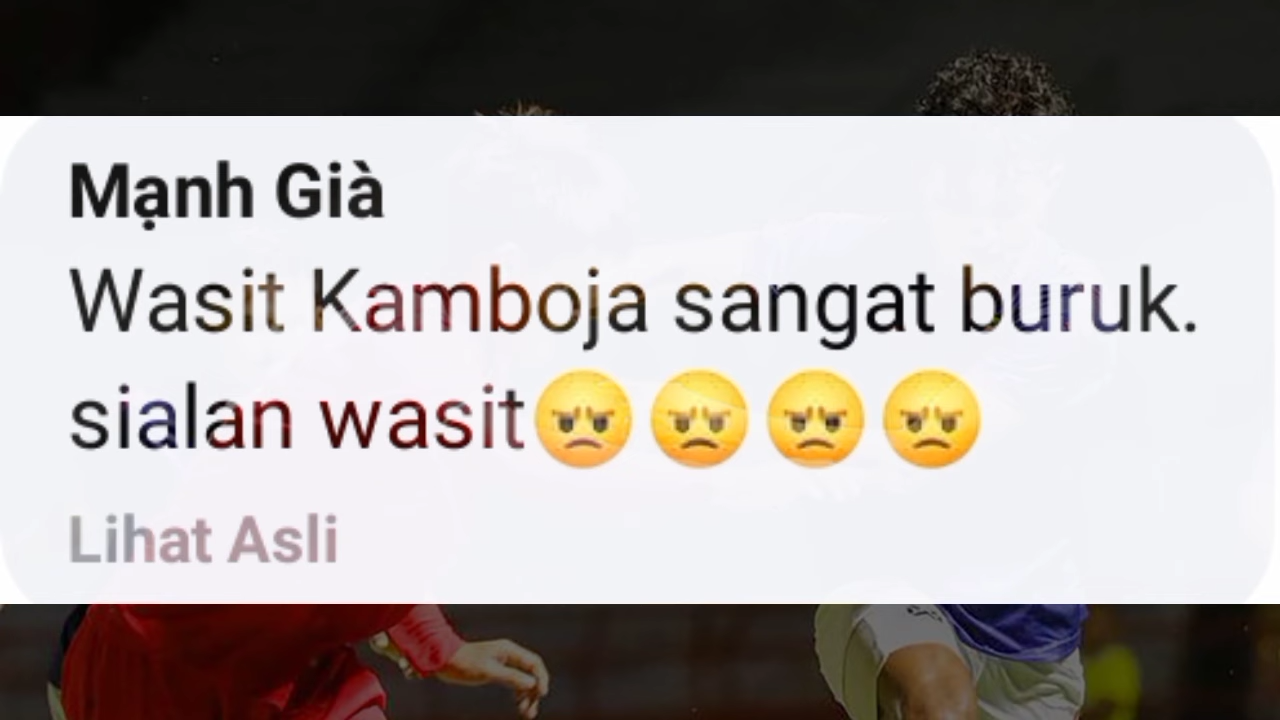 Mạnh Già
Wasit Kamboja sangat buruk.
sialan wasit😠😠😠😠
Lihat Asli